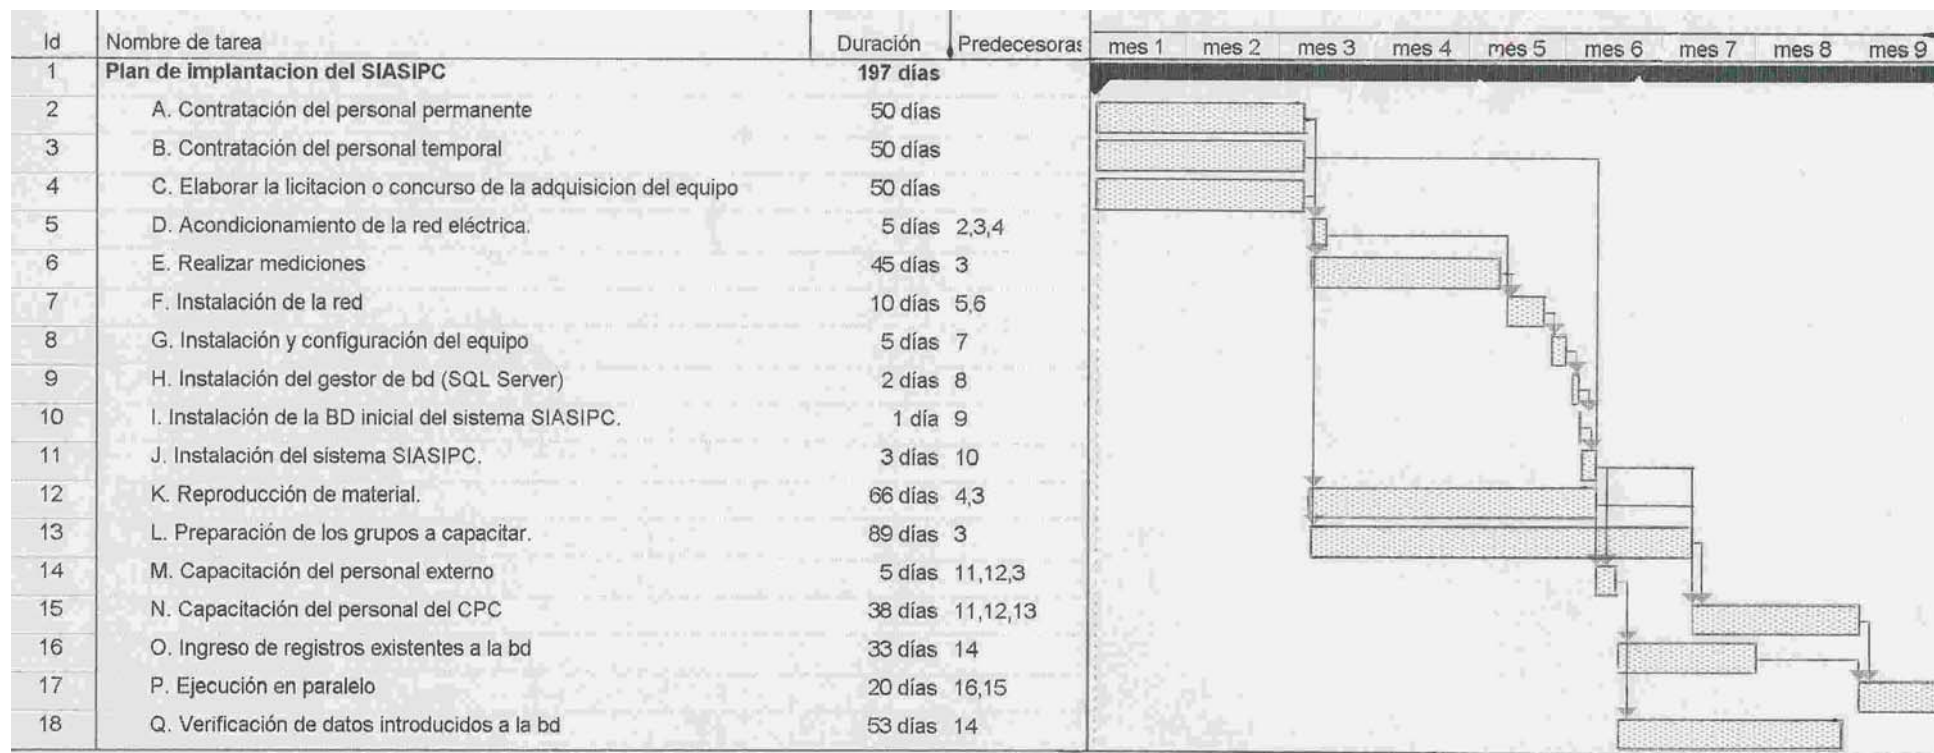 Id Nombre de tarea Duración Predecesoras mes 1 mes 2 mes 3 mes 4 mes 5 mes 6 mes 7 mes 8 mes 9
1 Plan de implantacion del SIASIPC 197 días
2 A. Contratación del personal permanente 50 días
3 B. Contratación del personal temporal 50 días
4 C. Elaborar la licitacion o concurso de la adquisicion del equipo 50 días
5 D. Acondicionamiento de la red eléctrica. 5 días 2,3,4
6 E. Realizar mediciones 45 días 3
7 F. Instalación de la red 10 días 5,6
8 G. Instalación y configuración del equipo 5 días 7
9 H. Instalación del gestor de bd (SQL Server) 2 días 8
10 I. Instalación de la BD inicial del sistema SIASIPC. 1 día 9
11 J. Instalación del sistema SIASIPC. 3 días 10
12 K. Reproducción de material. 66 días 4,3
13 L. Preparación de los grupos a capacitar. 89 días 3
14 M. Capacitación del personal externo 5 días 11,12,3
15 N. Capacitación del personal del CPC 38 días 11,12,13
16 O. Ingreso de registros existentes a la bd 33 días 14
17 P. Ejecución en paralelo 20 días 16,15
18 Q. Verificación de datos introducidos a la bd 53 días 14